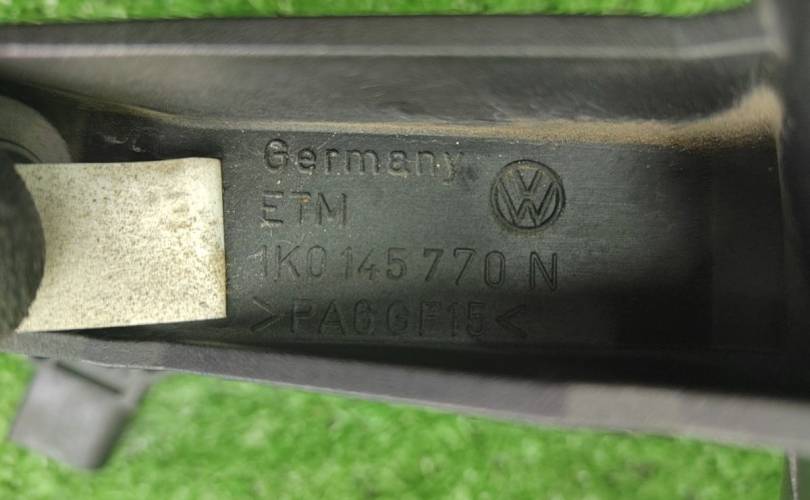 Germany
ETM
1K0 145 770 N
>PA6GF15<